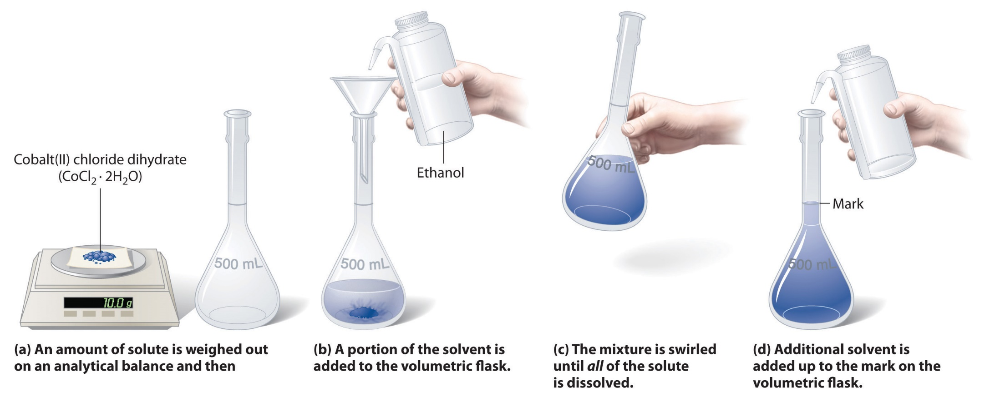 Cobalt(II) chloride dihydrate
(CoCl₂ · 2H₂O)
10.0 g
500 mL
(a) An amount of solute is weighed out
on an analytical balance and then
Ethanol
500 mL
(b) A portion of the solvent is
added to the volumetric flask.
500 mL
(c) The mixture is swirled
until all of the solute
is dissolved.
Mark
500 mL
(d) Additional solvent is
added up to the mark on the
volumetric flask.